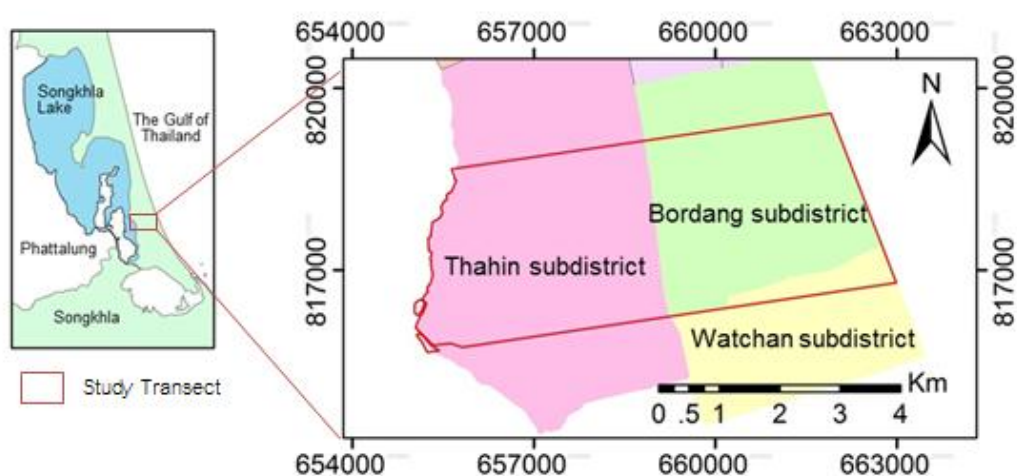 Songkhla
Lake
The Gulf of
Thailand
Phattalung
Songkhla
Study Transect
654000 657000 660000 663000
820000 820000
N
Bordang subdistrict
Thahin subdistrict
817000 817000
Watchan subdistrict
Km
0 .5 1 2 3 4
654000 657000 660000 663000